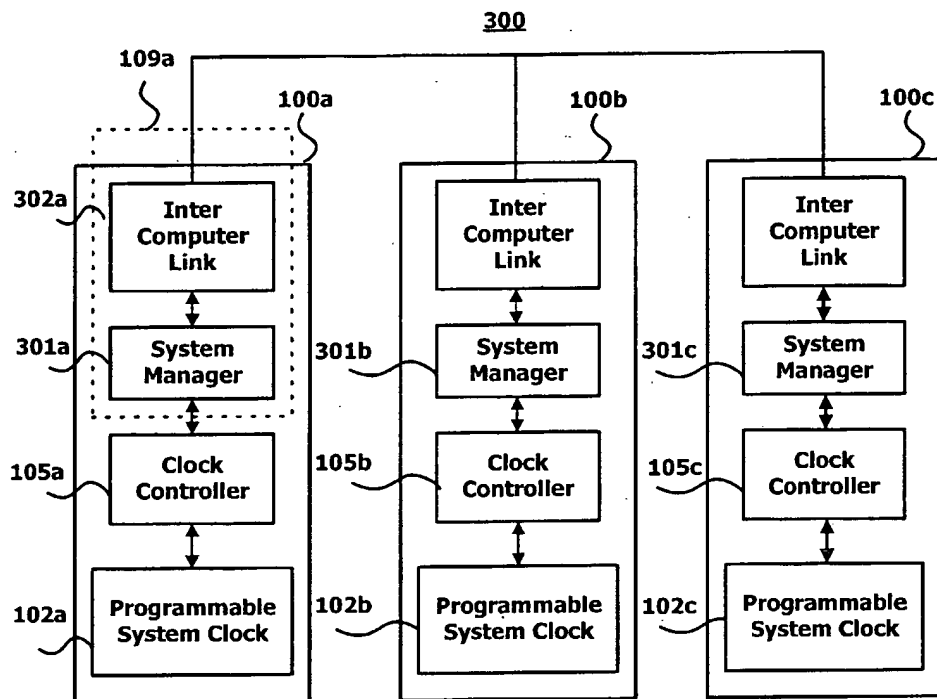 300
109a
100a
100b
100c
302a
Inter
Computer
Link
Inter
Computer
Link
Inter
Computer
Link
301a
System
Manager
301b
System
Manager
301c
System
Manager
105a
Clock
Controller
105b
Clock
Controller
105c
Clock
Controller
102a
Programmable
System Clock
102b
Programmable
System Clock
102c
Programmable
System Clock